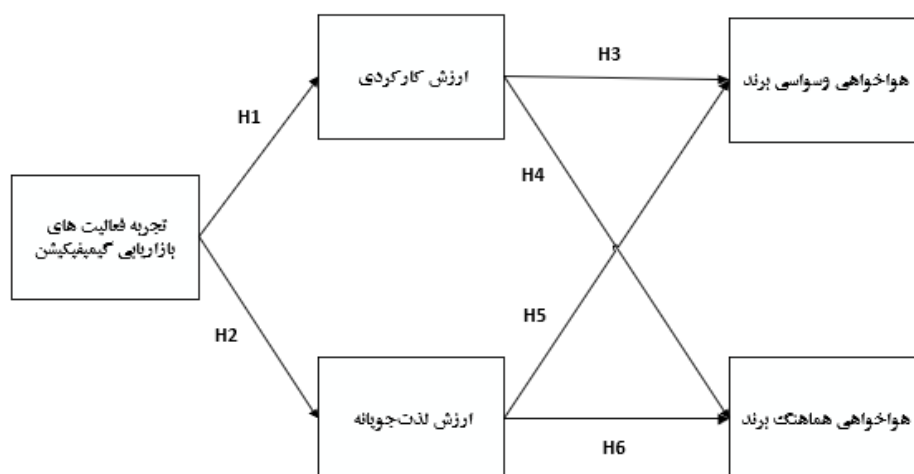 ارزش کارکردی
H3
هواخواهی وسواسی برند
H1
H4
تجربه فعالیت های
بازاریابی گیمیفیکیشن
H2
H5
ارزش لذت‌جویانه
هواخواهی هماهنگ برند
H6